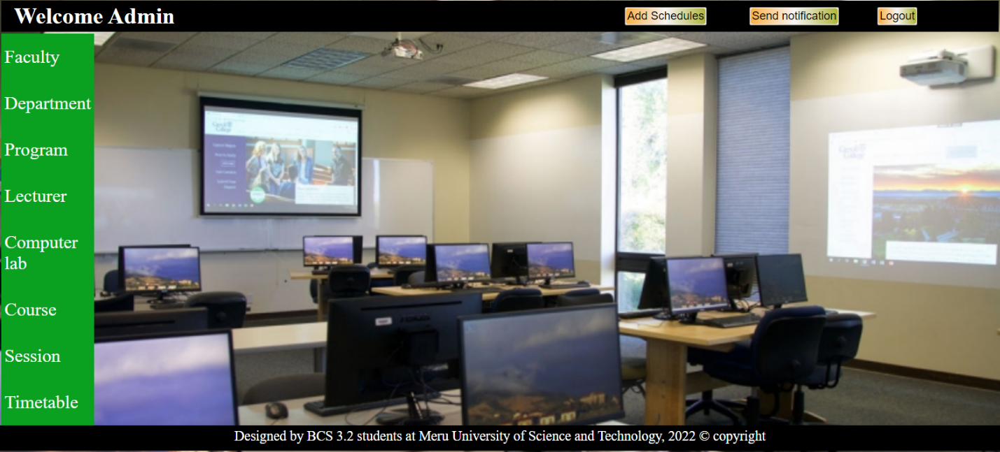 Welcome Admin
Add Schedules
Send notification
Logout
Faculty
Department
Program
Lecturer
Computer
lab
Course
Session
Timetable
Designed by BCS 3.2 students at Meru University of Science and Technology, 2022 © copyright